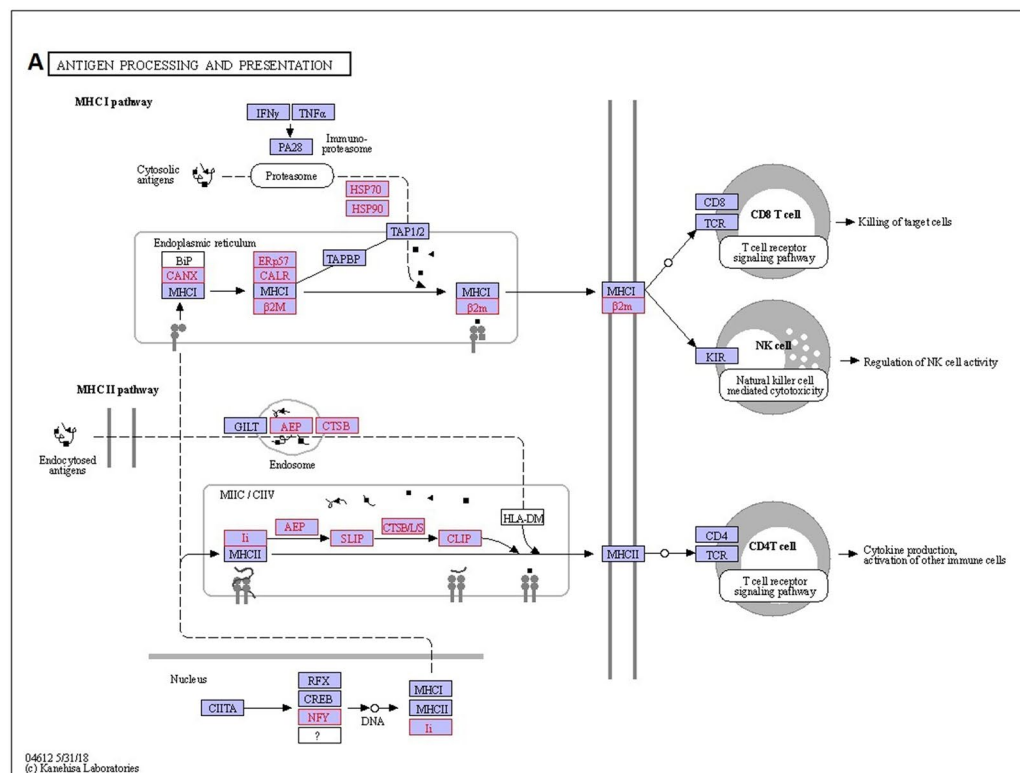 A ANTIGEN PROCESSING AND PRESENTATION
MHC I pathway
IFNγ TNFα
PA28
Immuno-
proteasome
Cytosolic
antigens
Proteasome
HSP70
HSP90
TAP1/2
TAPBP
Endoplasmic reticulum
BiP
CANX
MHCI
ERp57
CALR
MHCI
β2M
MHCI
β2m
MHCI
β2m
CD8
TCR
CD8 T cell
T cell receptor
signaling pathway
Killing of target cells
KIR
NK cell
Natural killer cell
mediated cytotoxicity
Regulation of NK cell activity
MHC II pathway
Endocytosed
antigens
GILT AEP CTSB
Endosome
MIIC / CIIV
HLA-DM
Ii
MHCII
AEP
SLIP
CTSB/L/S
CLIP
MHCII
CD4
TCR
CD4T cell
T cell receptor
signaling pathway
Cytokine production,
activation of other immune cells
Nucleus
CIITA
RFX
CREB
NFY
?
DNA
MHCI
MHCII
Ii
04612 5/31/18
(c) Kanehisa Laboratories